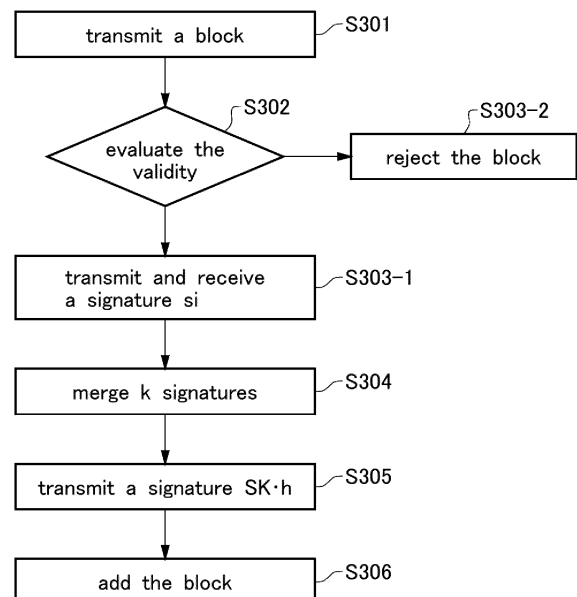 transmit a block
S301
S302
evaluate the
validity
S303-2
reject the block
transmit and receive
a signature si
S303-1
merge k signatures
S304
transmit a signature SK·h
S305
add the block
S306